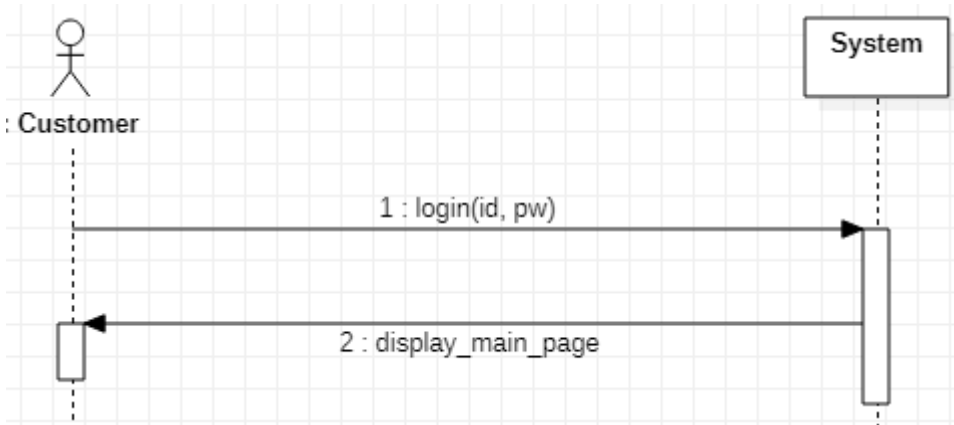 System
: Customer
1 : login(id, pw)
2 : display_main_page